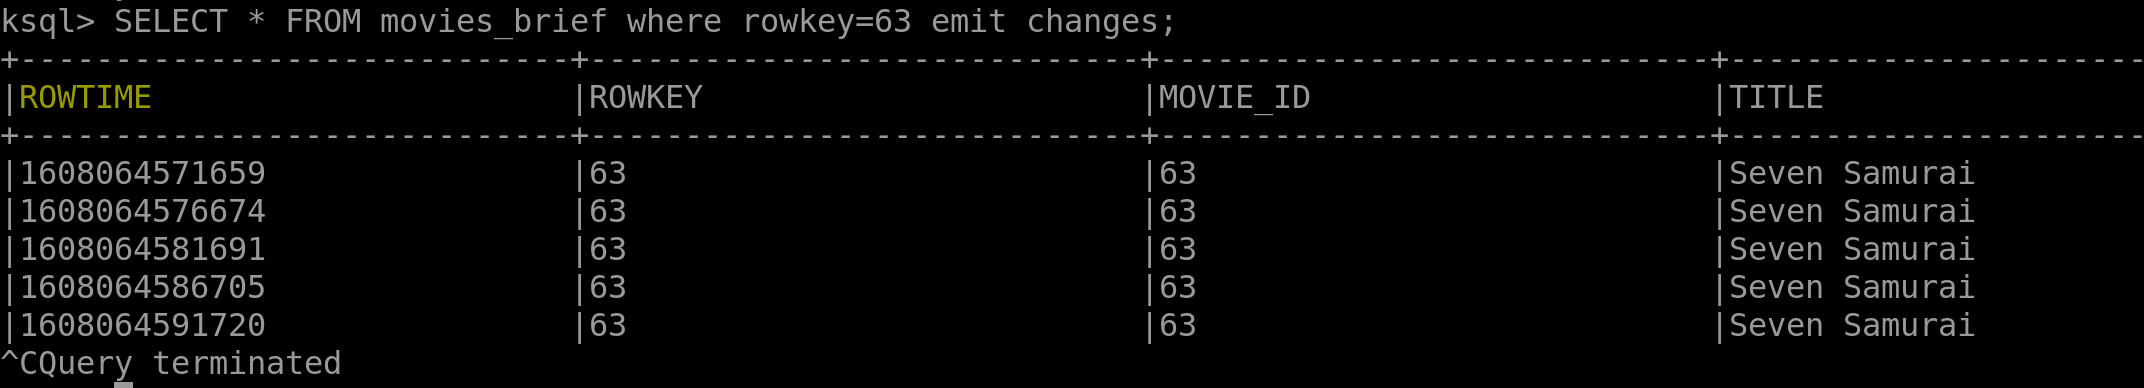 ksql> SELECT * FROM movies_brief where rowkey=63 emit changes;
+-----------------------------+-----------------------------+-----------------------------+----------------------
|ROWTIME                      |ROWKEY                       |MOVIE_ID                     |TITLE
+-----------------------------+-----------------------------+-----------------------------+----------------------
|1608064571659                |63                           |63                           |Seven Samurai
|1608064576674                |63                           |63                           |Seven Samurai
|1608064581691                |63                           |63                           |Seven Samurai
|1608064586705                |63                           |63                           |Seven Samurai
|1608064591720                |63                           |63                           |Seven Samurai
^CQuery terminated